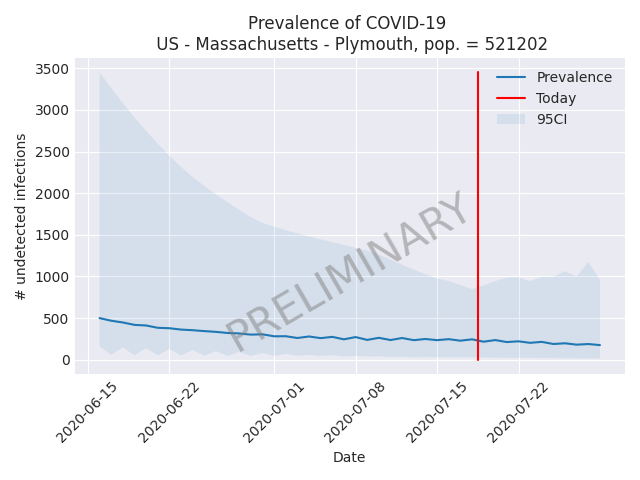 Prevalence of COVID-19
US - Massachusetts - Plymouth, pop. = 521202
3500
3000
2500
2000
1500
1000
500
0
# undetected infections
Prevalence
Today
95CI
PRELIMINARY
2020-06-15
2020-06-22
2020-07-01
2020-07-08
2020-07-15
2020-07-22
Date